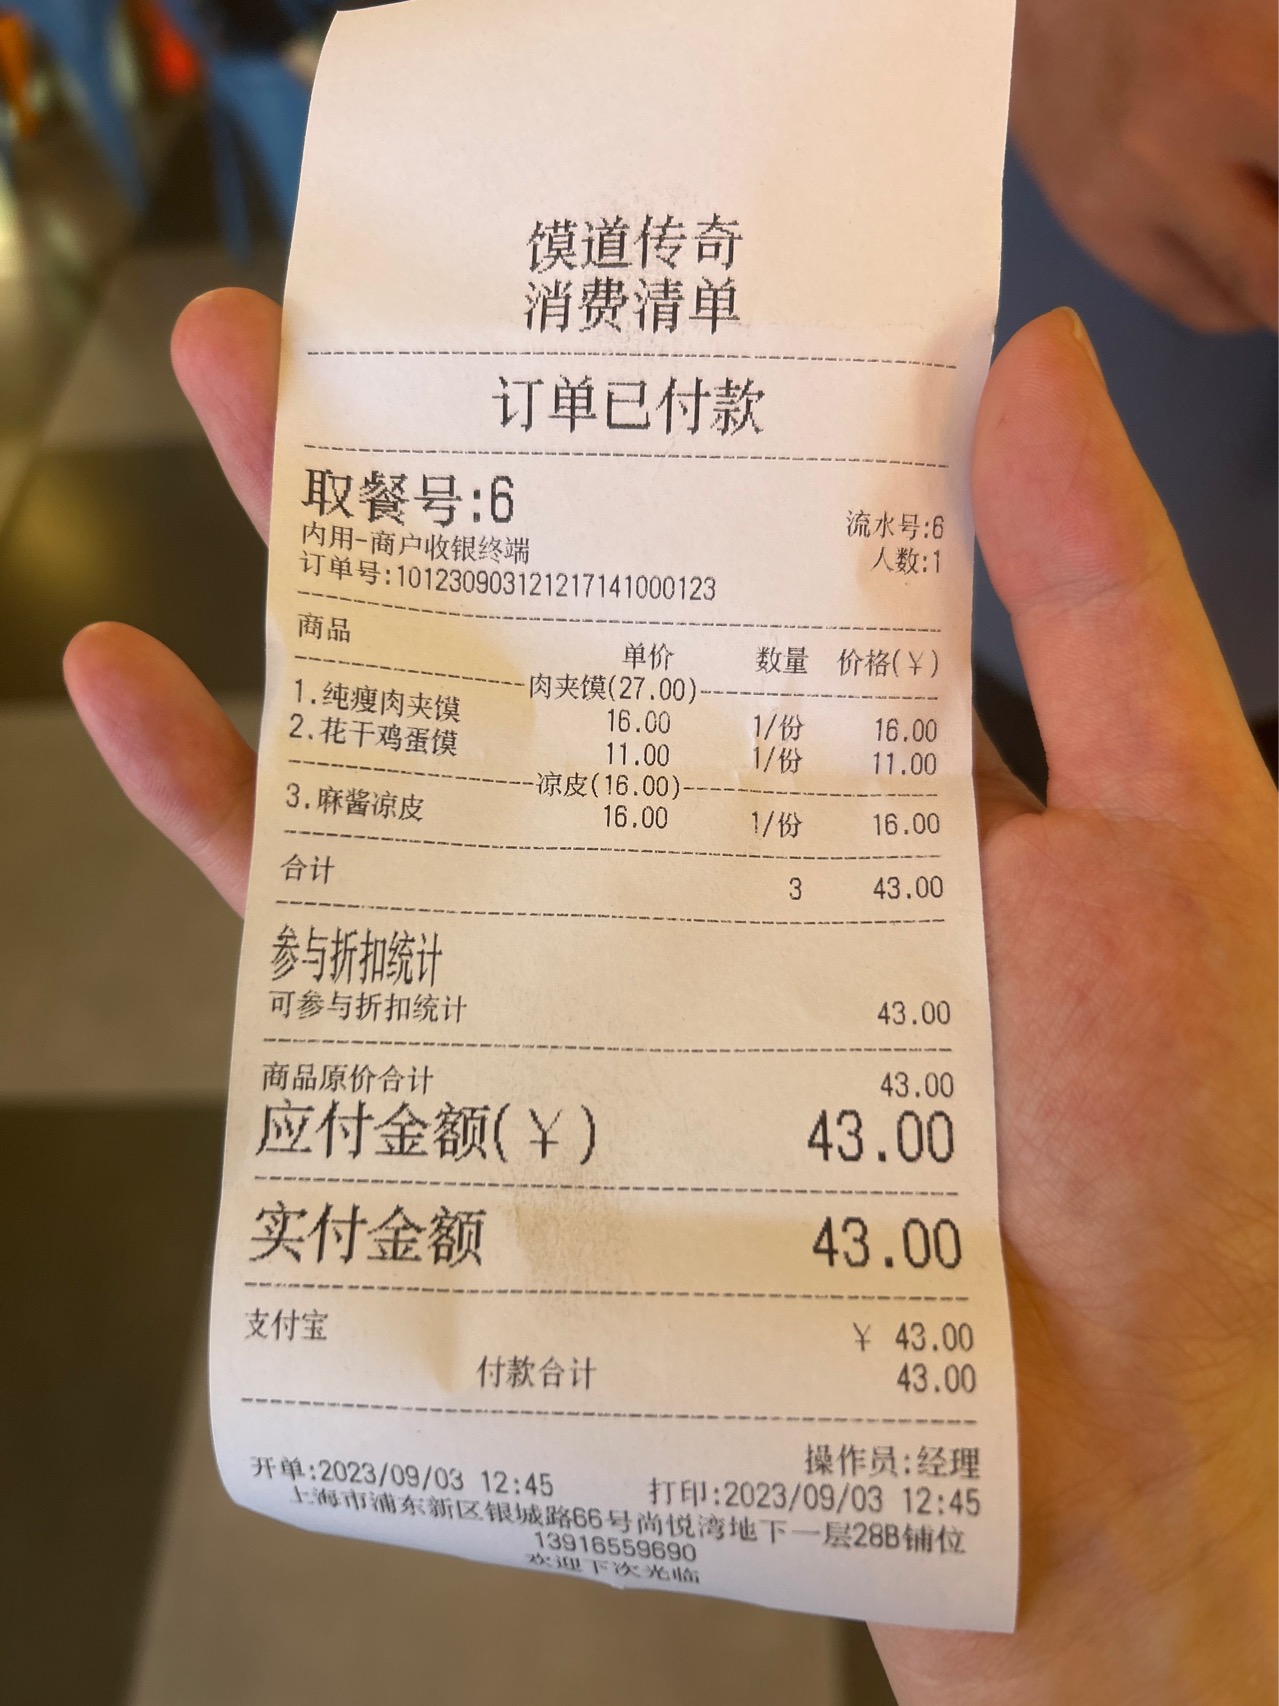 馍道传奇
消费清单
订单已付款
取餐号:6
流水号:6
内用-商户收银终端
人数:1
订单号:101230903121217141000123
商品 单价 数量 价格(¥)
肉夹馍(27.00)
1.纯瘦肉夹馍 16.00 1/份 16.00
2.花干鸡蛋馍 11.00 1/份 11.00
凉皮(16.00)
3.麻酱凉皮 16.00 1/份 16.00
合计 3 43.00
参与折扣统计
可参与折扣统计 43.00
商品原价合计 43.00
应付金额(¥) 43.00
实付金额 43.00
支付宝 ¥ 43.00
付款合计 43.00
操作员:经理
开单:2023/09/03 12:45 打印:2023/09/03 12:45
上海市浦东新区银城路66号尚悦湾地下一层28B铺位
13916559690
欢迎下次光临